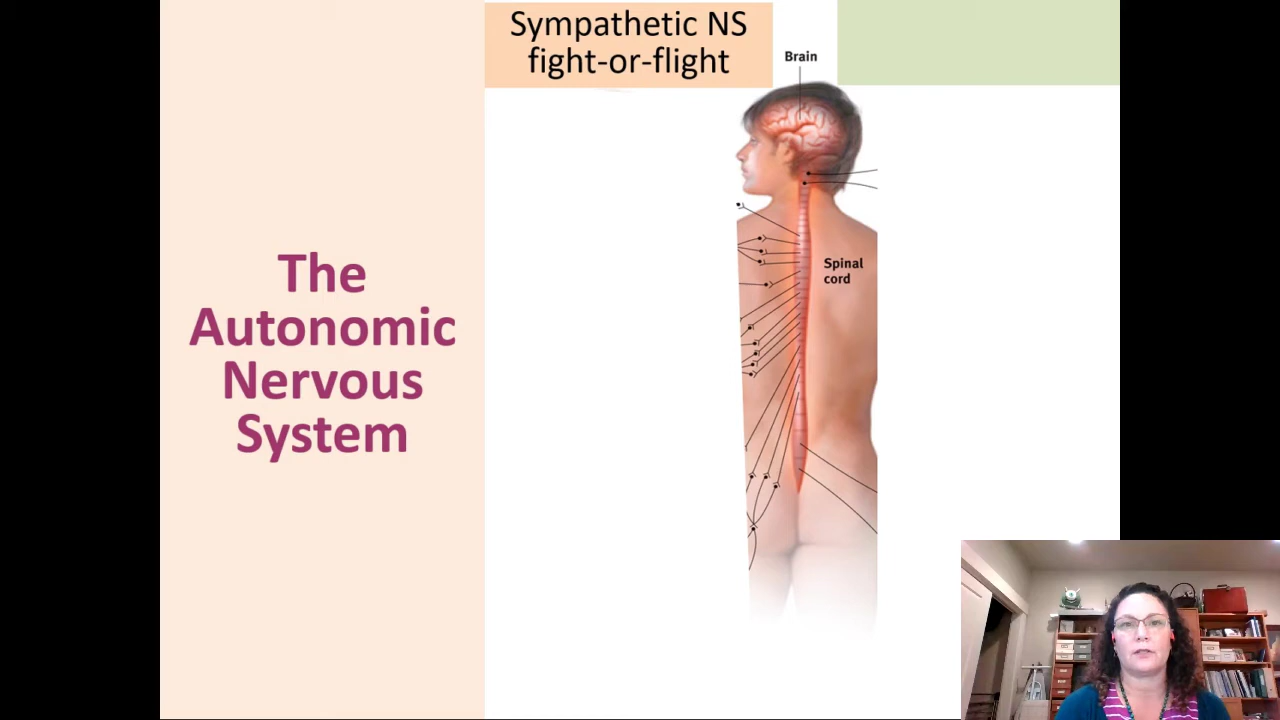 The
Autonomic
Nervous
System
Sympathetic NS
fight-or-flight
Brain
Spinal
cord